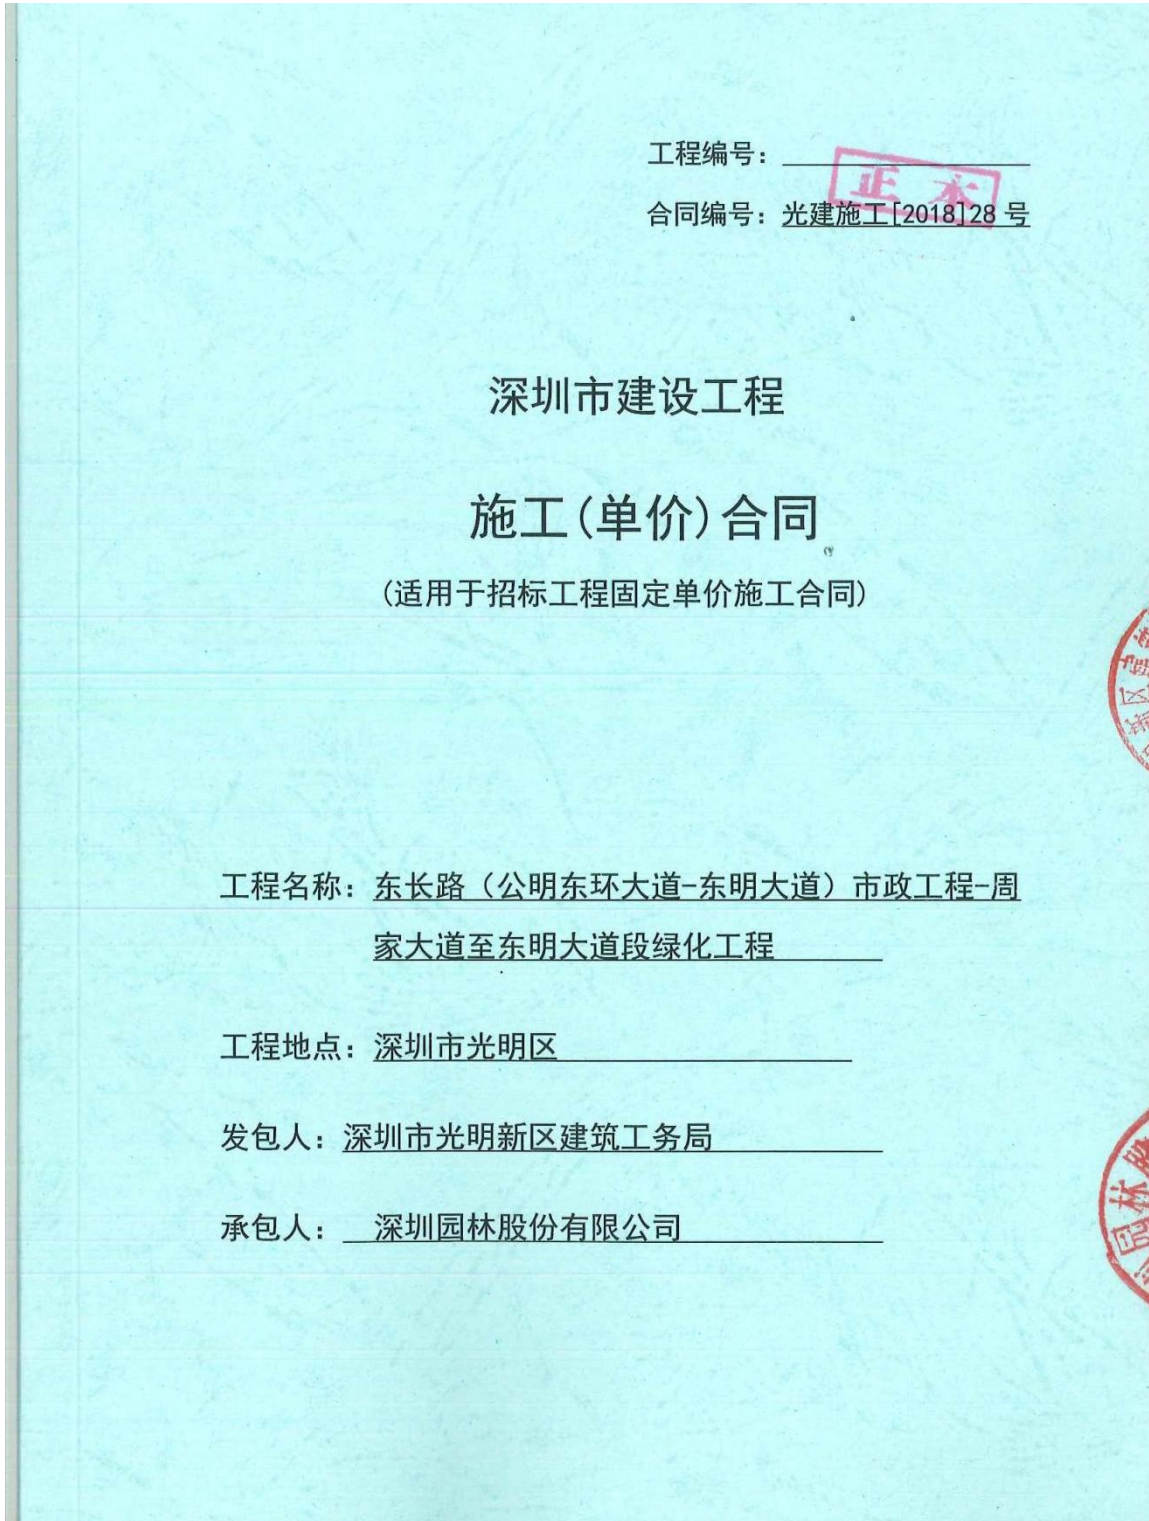 工程编号：
正本
合同编号：光建施工[2018]28 号
深圳市建设工程
施工(单价)合同
(适用于招标工程固定单价施工合同)
工程名称：东长路（公明东环大道-东明大道）市政工程-周
家大道至东明大道段绿化工程
工程地点：深圳市光明区
发包人：深圳市光明新区建筑工务局
承包人：深圳园林股份有限公司